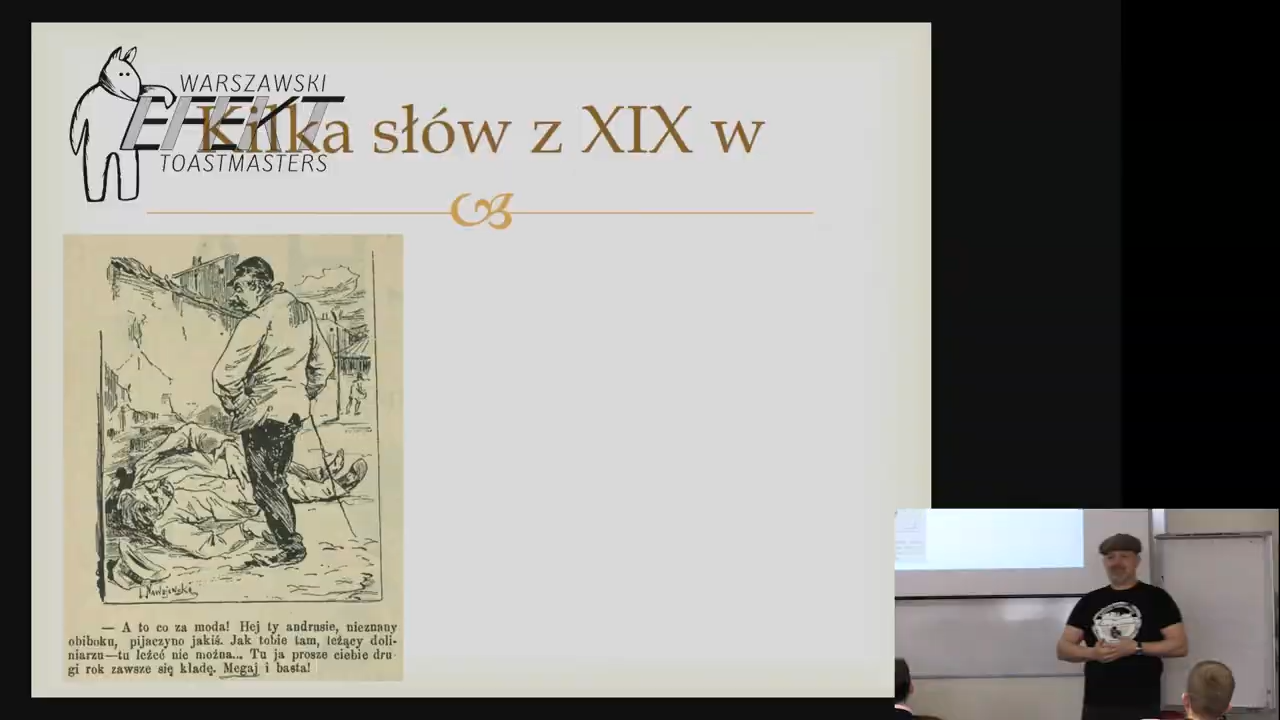 WARSZAWSKI
EFEKT
TOASTMASTERS
Kilka słów z XIX w
L Nawojewski
— A to co za moda! Hej ty andrusie, nieznany
obiboku, pijaczyno jakiś. Jak tobie tam, leżący doli-
niarzu—tu leżeć nie można... Tu ja prosze ciebie dru-
gi rok zawsze się kładę. Megaj i basta!